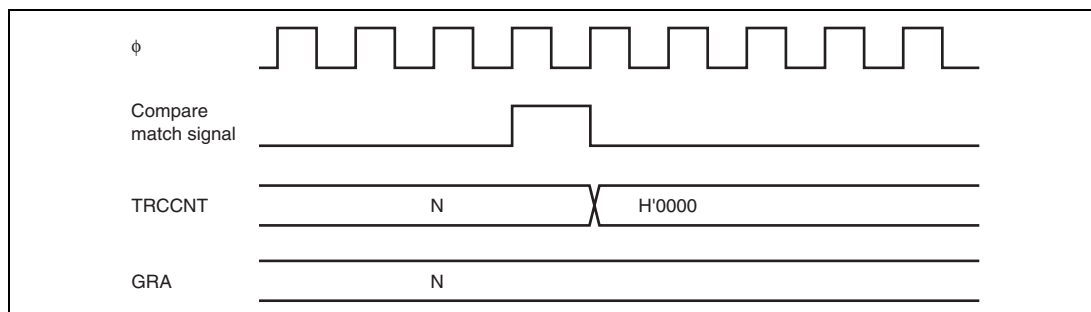 ϕ
Compare
match signal
TRCCNT N H'0000
GRA N